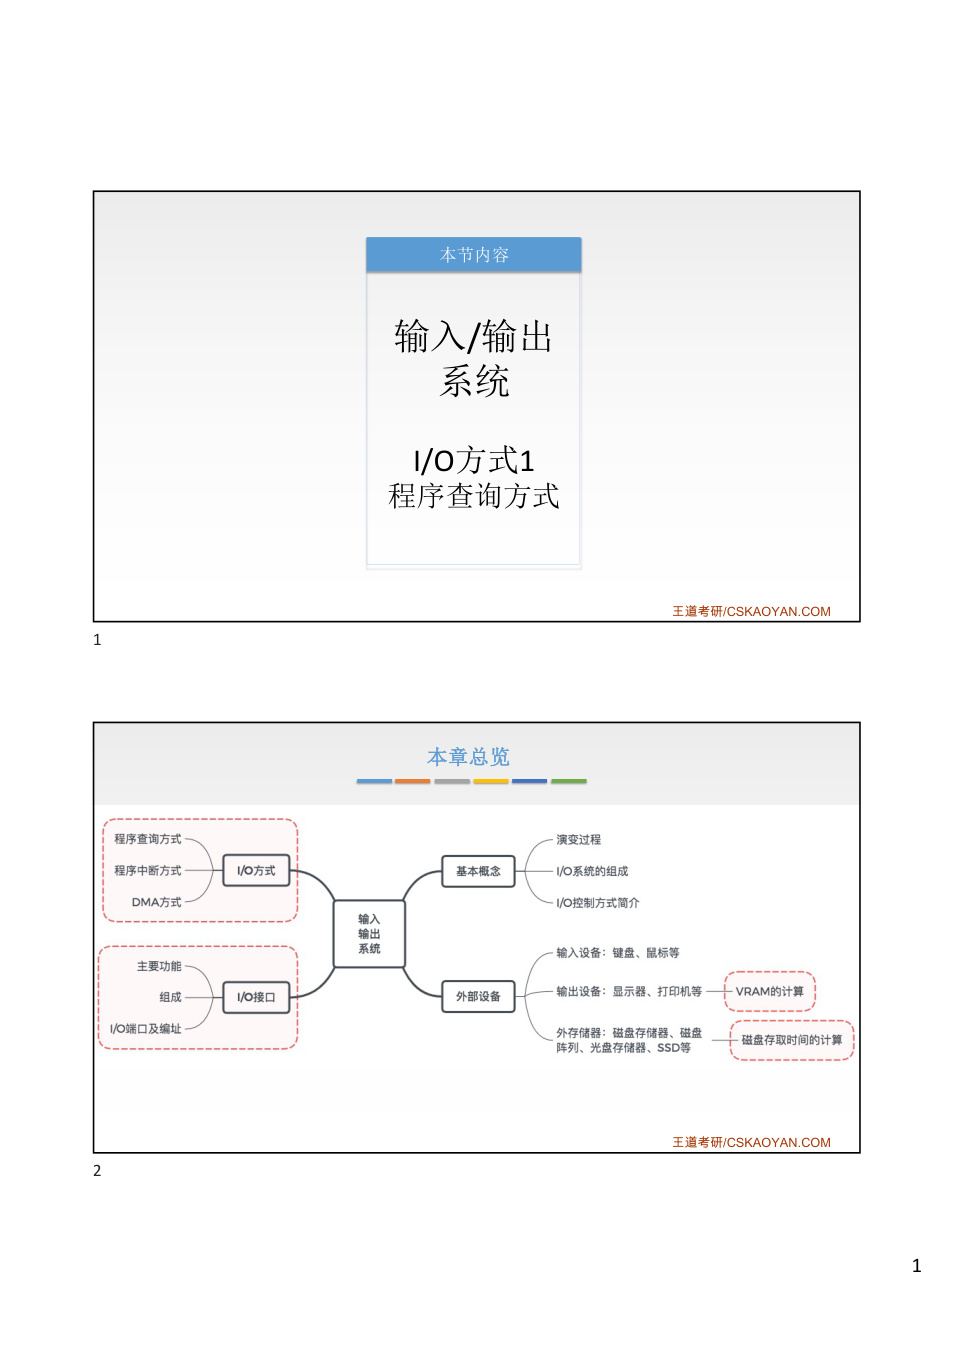 本节内容
输入/输出
系统
I/O方式1
程序查询方式
王道考研/CSKAOYAN.COM
1
本章总览
程序查询方式
程序中断方式
DMA方式
I/O方式
主要功能
组成
I/O端口及编址
I/O接口
输入
输出
系统
基本概念
演变过程
I/O系统的组成
I/O控制方式简介
外部设备
输入设备：键盘、鼠标等
输出设备：显示器、打印机等
VRAM的计算
外存储器：磁盘存储器、磁盘
阵列、光盘存储器、SSD等
磁盘存取时间的计算
王道考研/CSKAOYAN.COM
2
1